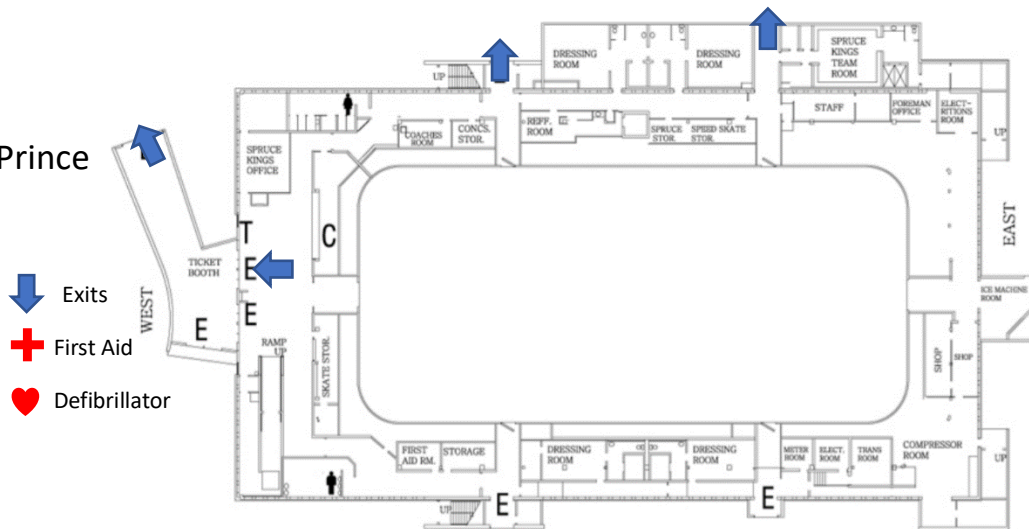 Prince
Exits
First Aid
Defibrillator
WEST
TICKET
BOOTH
E
T
E
E
SPRUCE
KINGS
OFFICE
C
RAMP
UP
SKATE STOR.
UP
DRESSING
ROOM
DRESSING
ROOM
SPRUCE
KINGS
TEAM
ROOM
COACHES
ROOM
CONCS.
STOR.
REFF.
ROOM
SPRUCE
STOR.
SPEED SKATE
STOR.
STAFF
FOREMAN
OFFICE
ELECT-
RITIONS
ROOM
UP
EAST
ICE MACHINE
ROOM
SHOP
SHOP
FIRST
AID RM.
STORAGE
DRESSING
ROOM
DRESSING
ROOM
METER
ROOM
ELECT.
ROOM
TRANS
ROOM
COMPRESSOR
ROOM
UP
UP
E
E